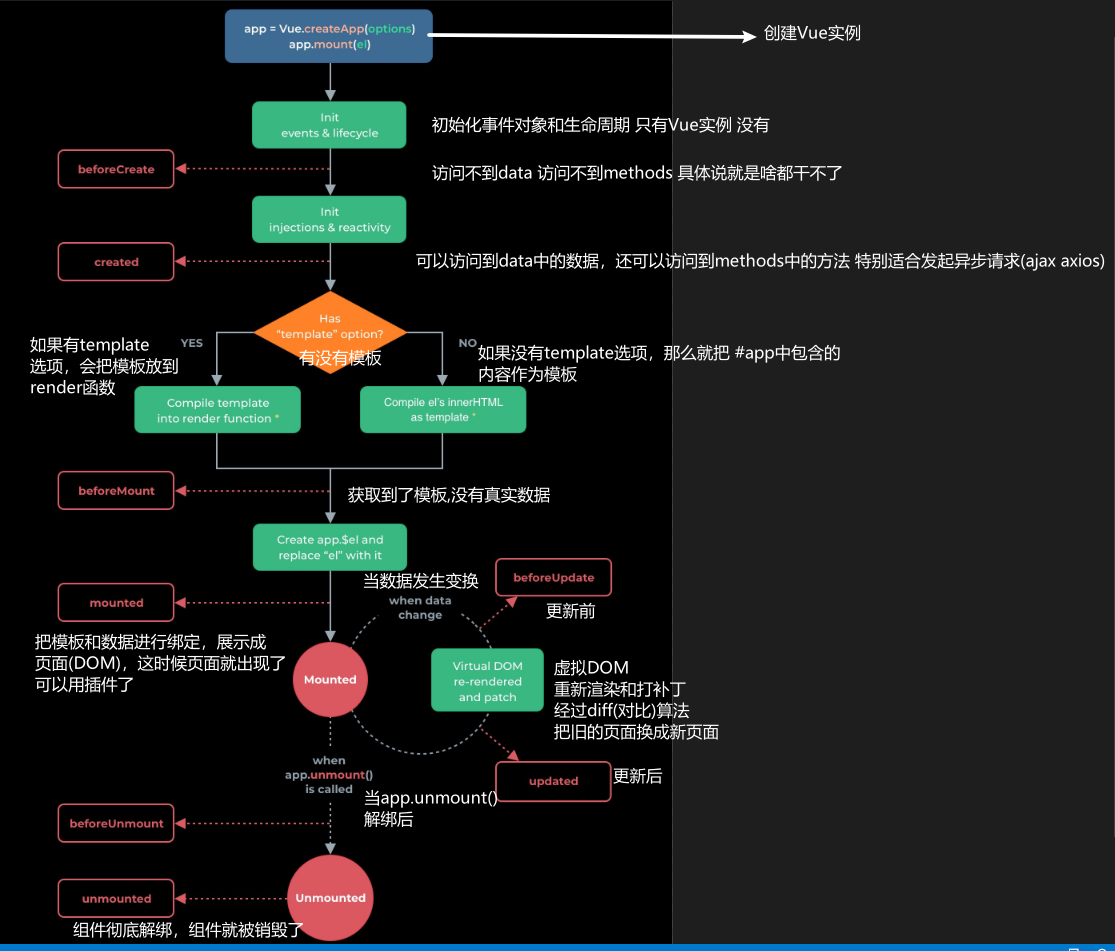 app = Vue.createApp(options)
app.mount(el)
创建Vue实例
Init
events & lifecycle
初始化事件对象和生命周期 只有Vue实例 没有
beforeCreate
访问不到data 访问不到methods 具体说就是啥都干不了
Init
injections & reactivity
created
可以访问到data中的数据，还可以访问到methods中的方法 特别适合发起异步请求(ajax axios)
Has
“template” option?
有没有模板
YES
NO
如果有template
选项，会把模板放到
render函数
如果没有template选项，那么就把 #app中包含的
内容作为模板
Compile template
into render function *
Compile el's innerHTML
as template *
beforeMount
获取到了模板,没有真实数据
Create app.$el and
replace “el” with it
当数据发生变换
when data
change
beforeUpdate
更新前
mounted
把模板和数据进行绑定，展示成
页面(DOM)，这时候页面就出现了
可以用插件了
Mounted
Virtual DOM
re-rendered
and patch
虚拟DOM
重新渲染和打补丁
经过diff(对比)算法
把旧的页面换成新页面
when
app.unmount()
is called
updated
更新后
当app.unmount()
解绑后
beforeUnmount
unmounted
Unmounted
组件彻底解绑，组件就被销毁了